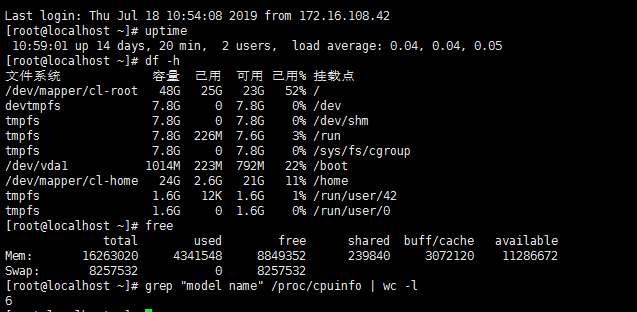 Last login: Thu Jul 18 10:54:08 2019 from 172.16.108.42
[root@localhost ~]# uptime
 10:59:01 up 14 days, 20 min,  2 users,  load average: 0.04, 0.04, 0.05
[root@localhost ~]# df -h
文件系统             容量  已用  可用 已用% 挂载点
/dev/mapper/cl-root   48G   25G   23G   52% /
devtmpfs             7.8G     0  7.8G    0% /dev
tmpfs                7.8G     0  7.8G    0% /dev/shm
tmpfs                7.8G  226M  7.6G    3% /run
tmpfs                7.8G     0  7.8G    0% /sys/fs/cgroup
/dev/vda1           1014M  223M  792M   22% /boot
/dev/mapper/cl-home   24G  2.6G   21G   11% /home
tmpfs                1.6G   12K  1.6G    1% /run/user/42
tmpfs                1.6G     0  1.6G    0% /run/user/0
[root@localhost ~]# free
              total        used        free      shared  buff/cache   available
Mem:       16263020     4341548     8849352      239840     3072120    11286672
Swap:       8257532           0     8257532
[root@localhost ~]# grep "model name" /proc/cpuinfo | wc -l
6